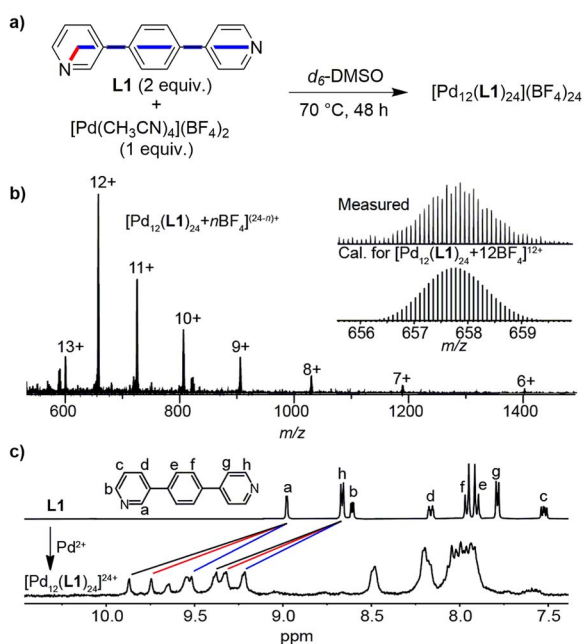 a)
N
N
L1 (2 equiv.)
+
[Pd(CH₃CN)₄](BF₄)₂
(1 equiv.)
d₆-DMSO
70 °C, 48 h
[Pd₁₂(L1)₂₄](BF₄)₂₄
b)
12+
[Pd₁₂(L1)₂₄+nBF₄]⁽²⁴⁻ⁿ⁾⁺
11+
10+
13+
9+
8+
7+
6+
600 800 1000 1200 1400
m/z
Measured
Cal. for [Pd₁₂(L1)₂₄+12BF₄]¹²⁺
656 657 658 659
m/z
c)
c d e f g h
b N a N
L1
a h b d f e g c
Pd²⁺
[Pd₁₂(L1)₂₄]²⁴⁺
10.0 9.5 9.0 8.5 8.0 7.5
ppm